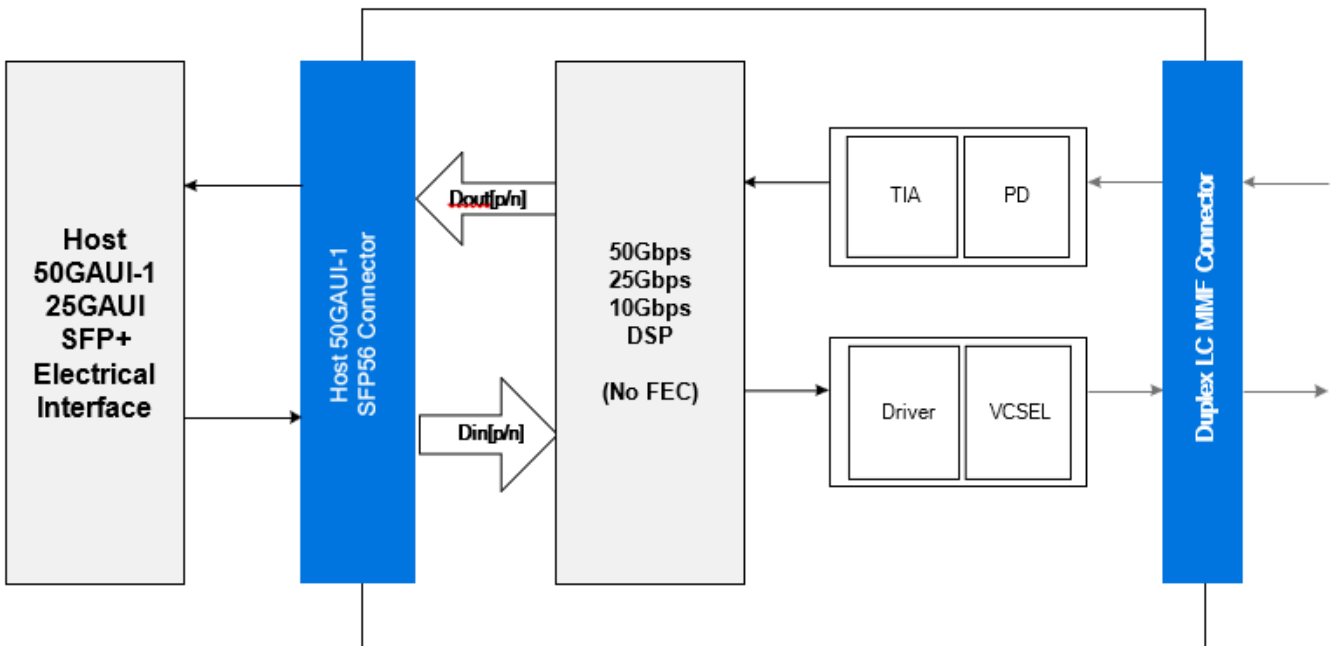 Host
50GAUI-1
25GAUI
SFP+
Electrical
Interface
Host 50GAUI-1
SFP56 Connector
Dout[p/n]
Din[p/n]
50Gbps
25Gbps
10Gbps
DSP
(No FEC)
TIA
PD
Driver
VCSEL
Duplex LC MMF Connector